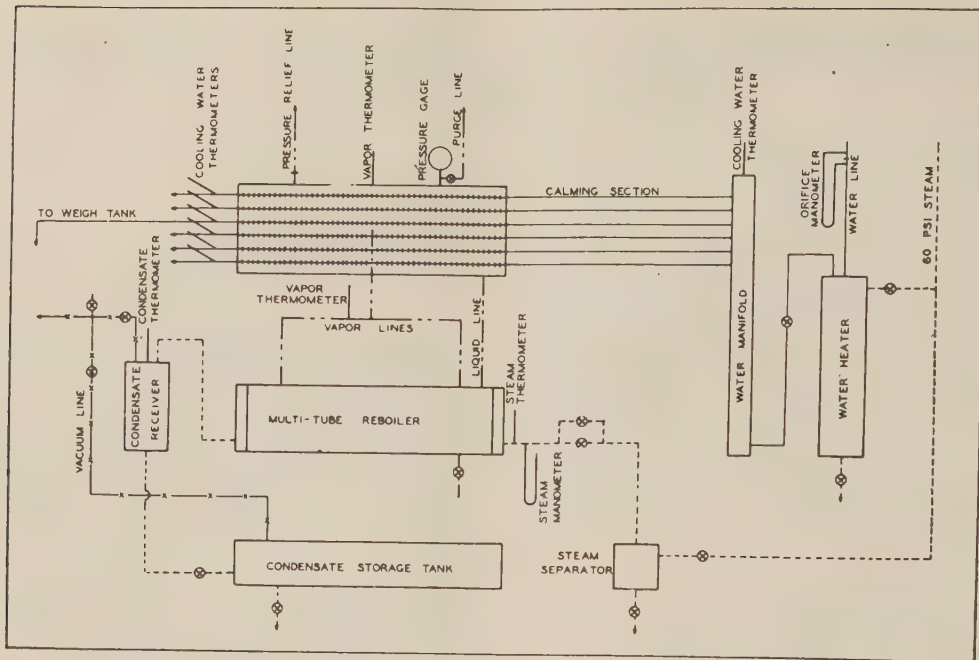 TO WEIGH TANK
COOLING WATER
THERMOMETERS
PRESSURE RELIEF LINE
VAPOR THERMOMETER
PRESSURE GAGE
PURGE LINE
CALMING SECTION
COOLING WATER
THERMOMETER
ORIFICE
MANOMETER
WATER LINE
60 PSI STEAM
CONDENSATE
THERMOMETER
VACUUM LINE
CONDENSATE
RECEIVER
VAPOR
THERMOMETER
VAPOR LINES
LIQUID LINE
STEAM
THERMOMETER
MULTI-TUBE REBOILER
STEAM
MANOMETER
WATER MANIFOLD
WATER HEATER
CONDENSATE STORAGE TANK
STEAM
SEPARATOR